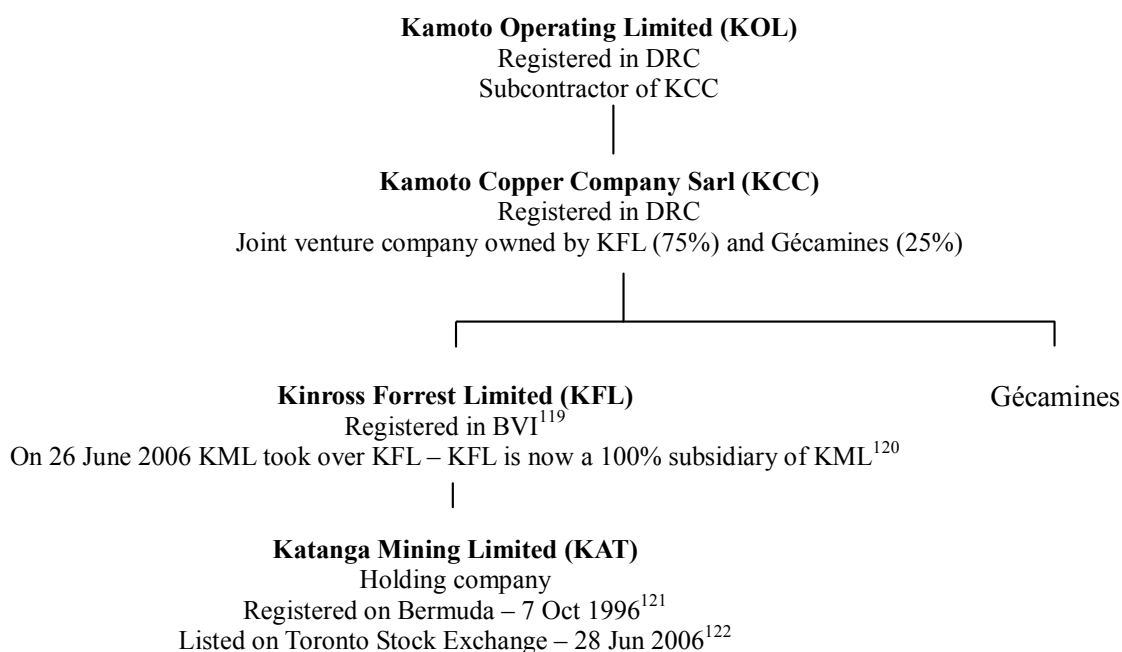 Kamoto Operating Limited (KOL)
Registered in DRC
Subcontractor of KCC
Kamoto Copper Company Sarl (KCC)
Registered in DRC
Joint venture company owned by KFL (75%) and Gécamines (25%)
Kinross Forrest Limited (KFL)
Registered in BVI119
On 26 June 2006 KML took over KFL – KFL is now a 100% subsidiary of KML120
Gécamines
Katanga Mining Limited (KAT)
Holding company
Registered on Bermuda – 7 Oct 1996121
Listed on Toronto Stock Exchange – 28 Jun 2006122